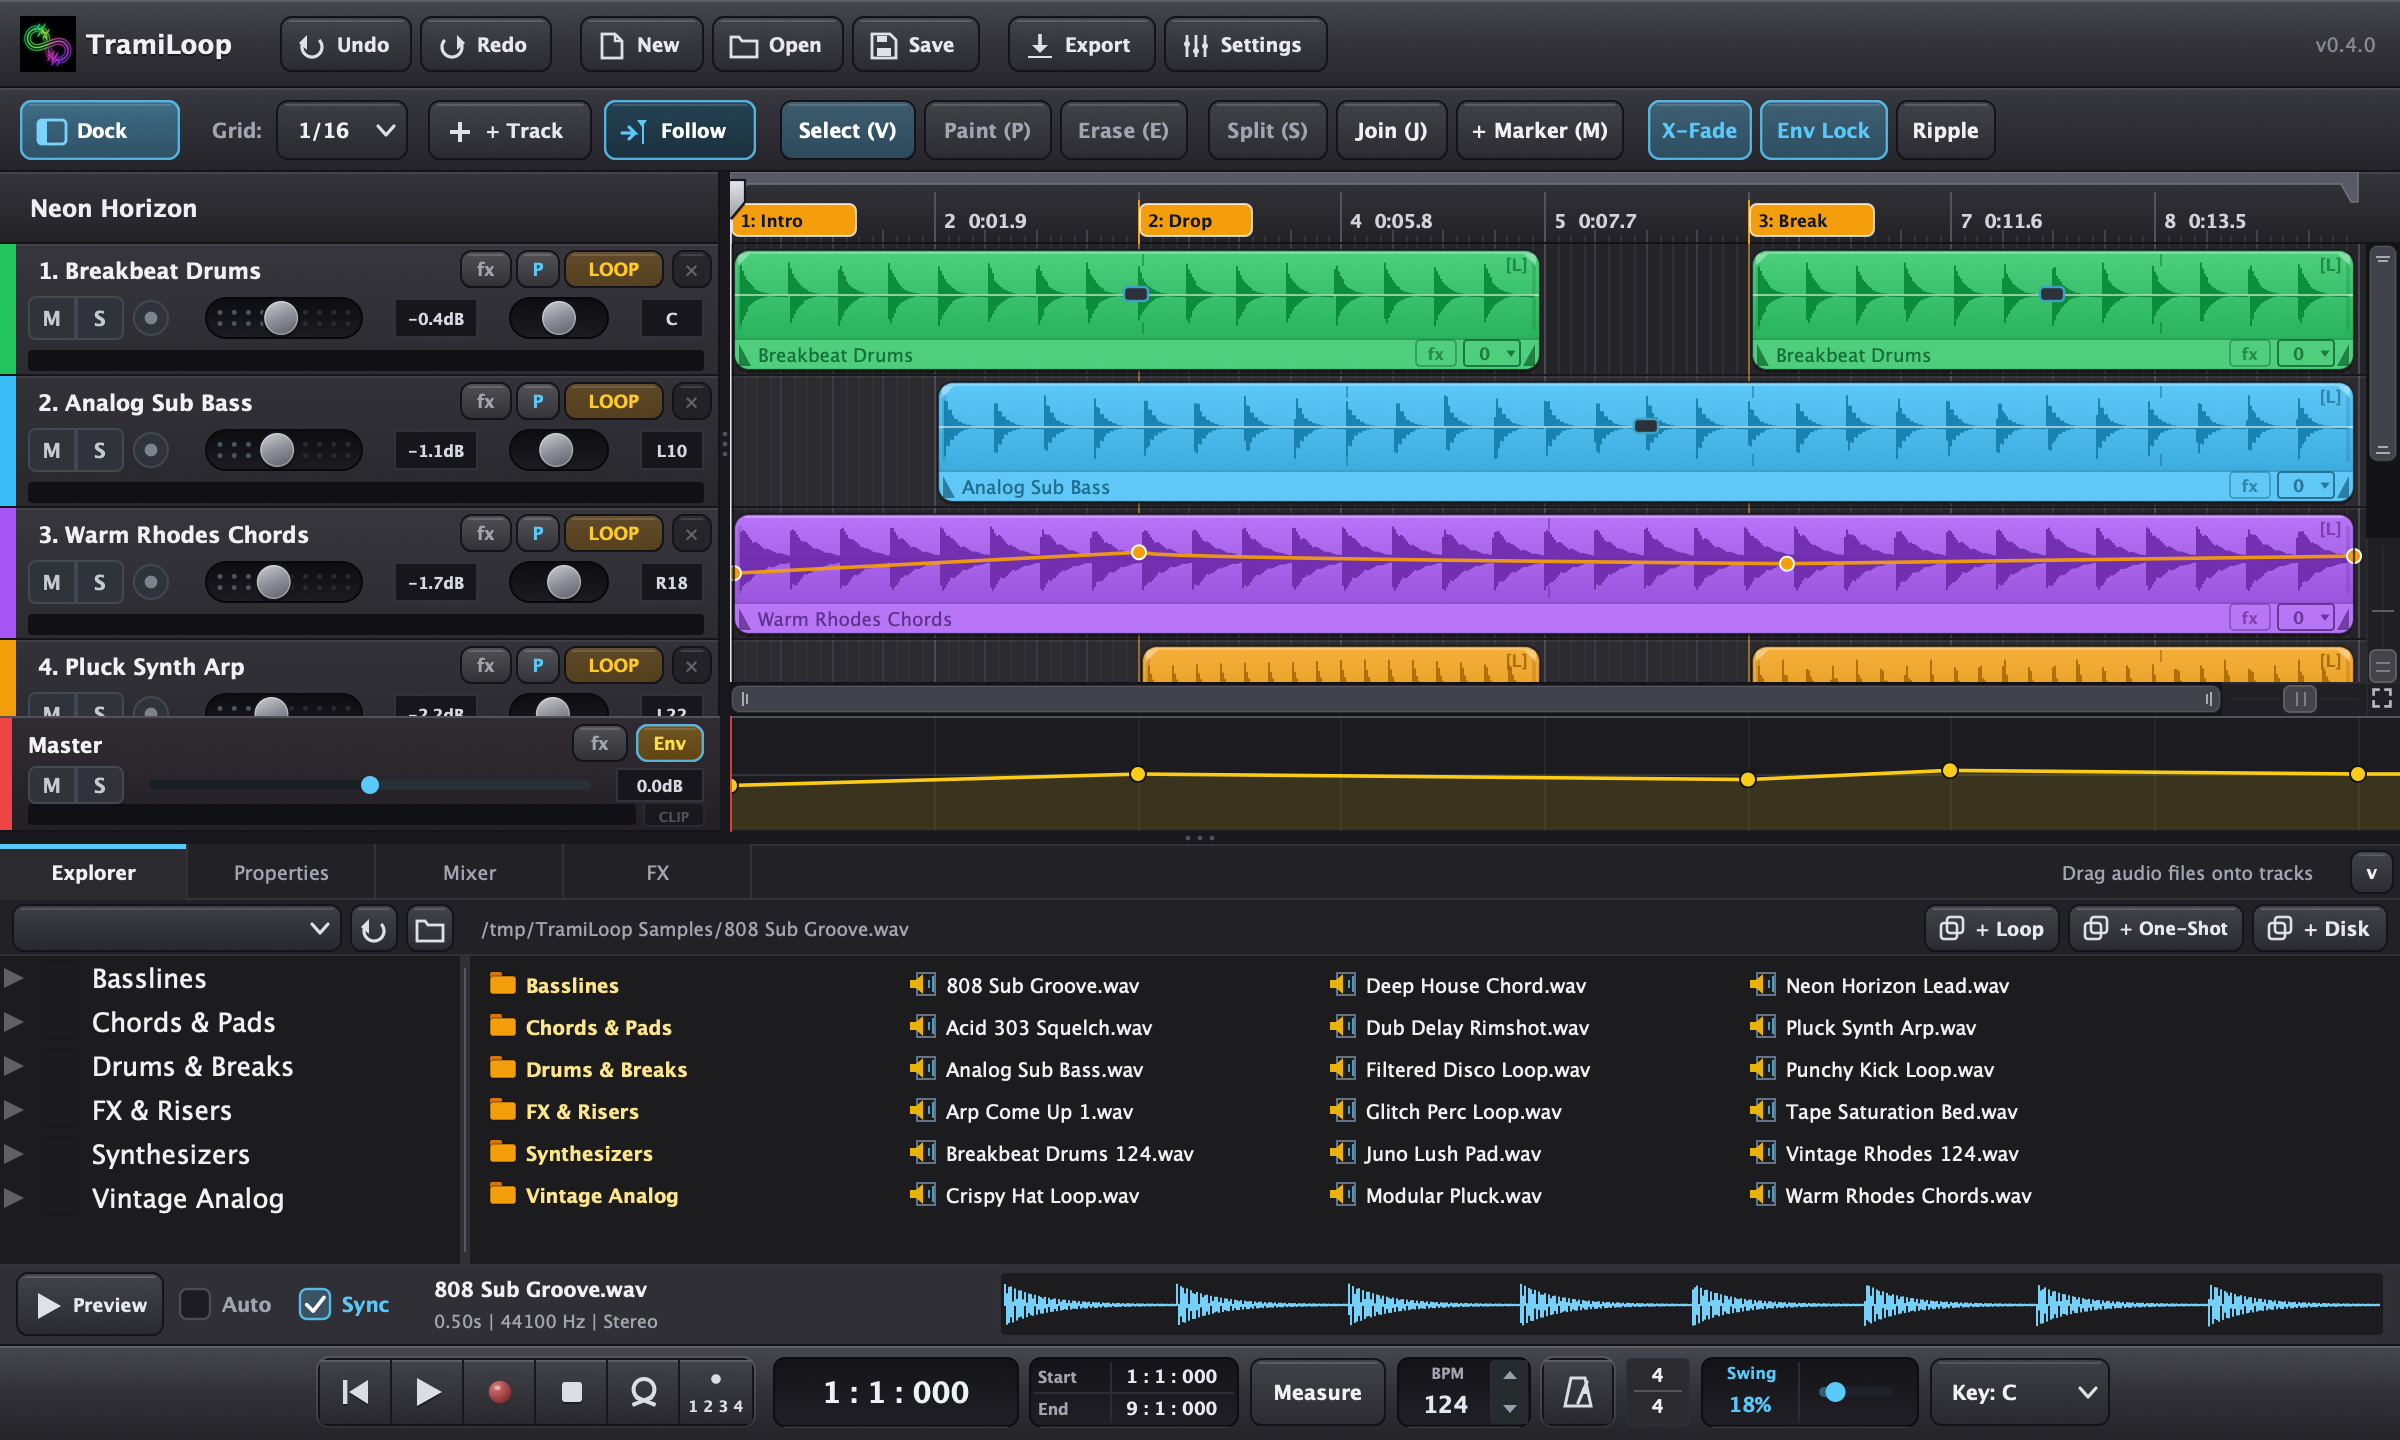 TramiLoop Undo Redo New Open Save Export Settings v0.4.0
Dock Grid: 1/16 + Track Follow Select (V) Paint (P) Erase (E) Split (S) Join (J) + Marker (M) X-Fade Env Lock Ripple
Neon Horizon
1: Intro 2 0:01.9 2: Drop 4 0:05.8 5 0:07.7 3: Break 7 0:11.6 8 0:13.5
1. Breakbeat Drums fx P LOOP ×
M S -0.4dB C
[L] [L]
Breakbeat Drums fx 0 Breakbeat Drums fx 0
2. Analog Sub Bass fx P LOOP ×
M S -1.1dB L10
[L]
Analog Sub Bass fx 0
3. Warm Rhodes Chords fx P LOOP ×
M S -1.7dB R18
[L]
Warm Rhodes Chords fx 0
4. Pluck Synth Arp fx P LOOP ×
M S -2.2dB L22
[L] [L]
Master fx Env
M S 0.0dB
CLIP
Explorer Properties Mixer FX Drag audio files onto tracks v
/tmp/TramiLoop Samples/808 Sub Groove.wav + Loop + One-Shot + Disk
Basslines
Chords & Pads
Drums & Breaks
FX & Risers
Synthesizers
Vintage Analog
Basslines 808 Sub Groove.wav Deep House Chord.wav Neon Horizon Lead.wav
Chords & Pads Acid 303 Squelch.wav Dub Delay Rimshot.wav Pluck Synth Arp.wav
Drums & Breaks Analog Sub Bass.wav Filtered Disco Loop.wav Punchy Kick Loop.wav
FX & Risers Arp Come Up 1.wav Glitch Perc Loop.wav Tape Saturation Bed.wav
Synthesizers Breakbeat Drums 124.wav Juno Lush Pad.wav Vintage Rhodes 124.wav
Vintage Analog Crispy Hat Loop.wav Modular Pluck.wav Warm Rhodes Chords.wav
Preview Auto Sync
808 Sub Groove.wav
0.50s | 44100 Hz | Stereo
1 2 3 4
1 : 1 : 000
Start 1 : 1 : 000
End 9 : 1 : 000
Measure
BPM
124
4
4
Swing
18%
Key: C